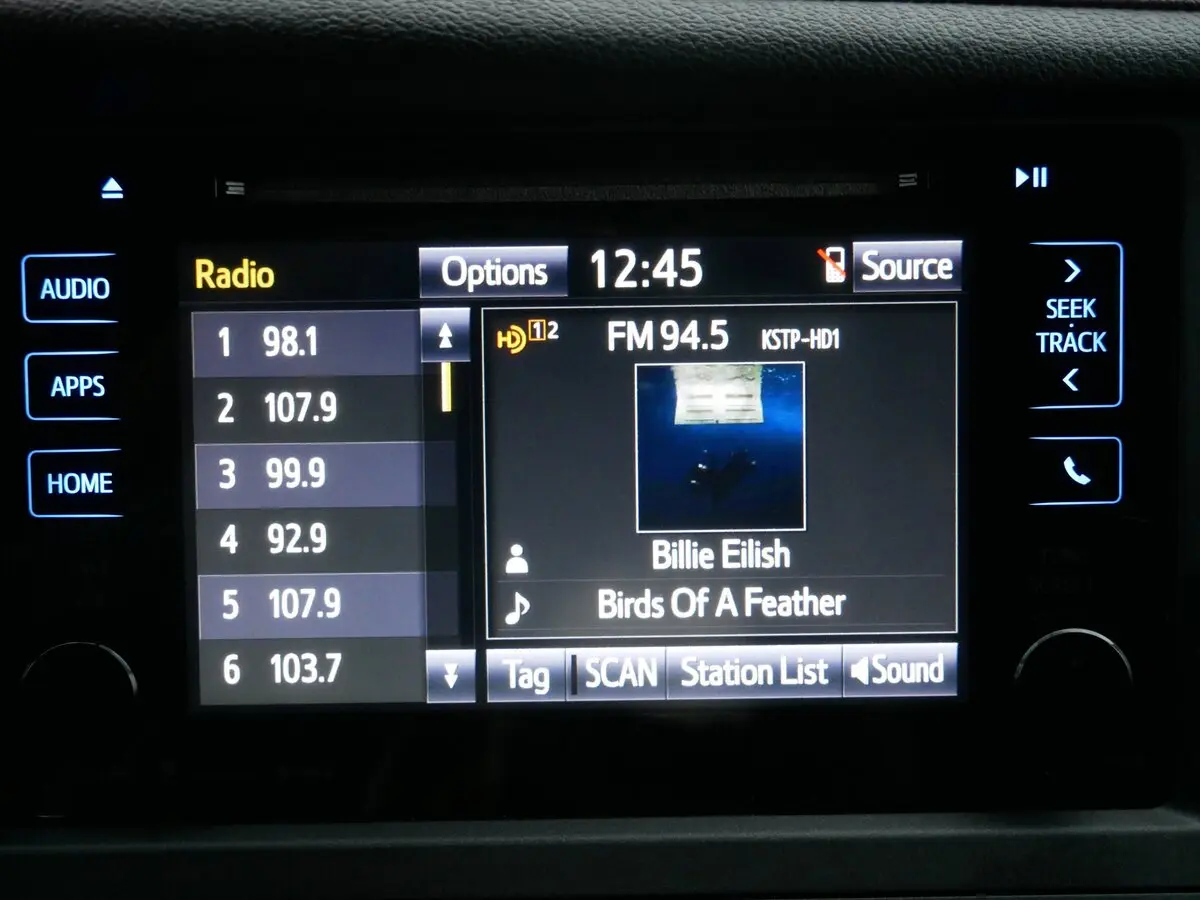 AUDIO
APPS
HOME
Radio
Options
12:45
Source
1 98.1
2 107.9
3 99.9
4 92.9
5 107.9
6 103.7
HD 1 2
FM 94.5 KSTP-HD1
Billie Eilish
Birds Of A Feather
Tag
SCAN
Station List
Sound
SEEK
TRACK